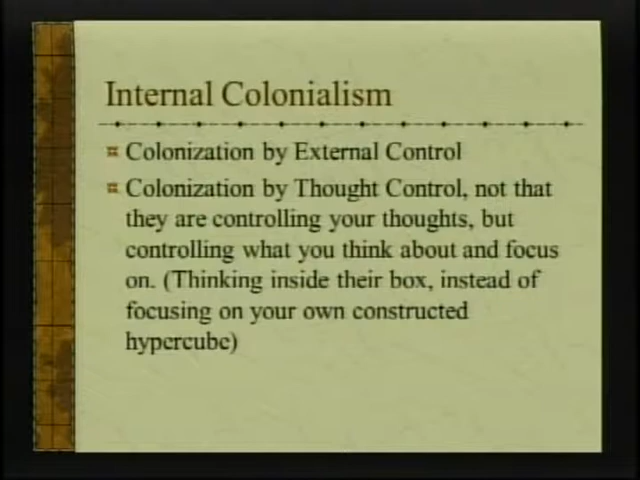 Internal Colonialism
Colonization by External Control
Colonization by Thought Control, not that
they are controlling your thoughts, but
controlling what you think about and focus
on. (Thinking inside their box, instead of
focusing on your own constructed
hypercube)